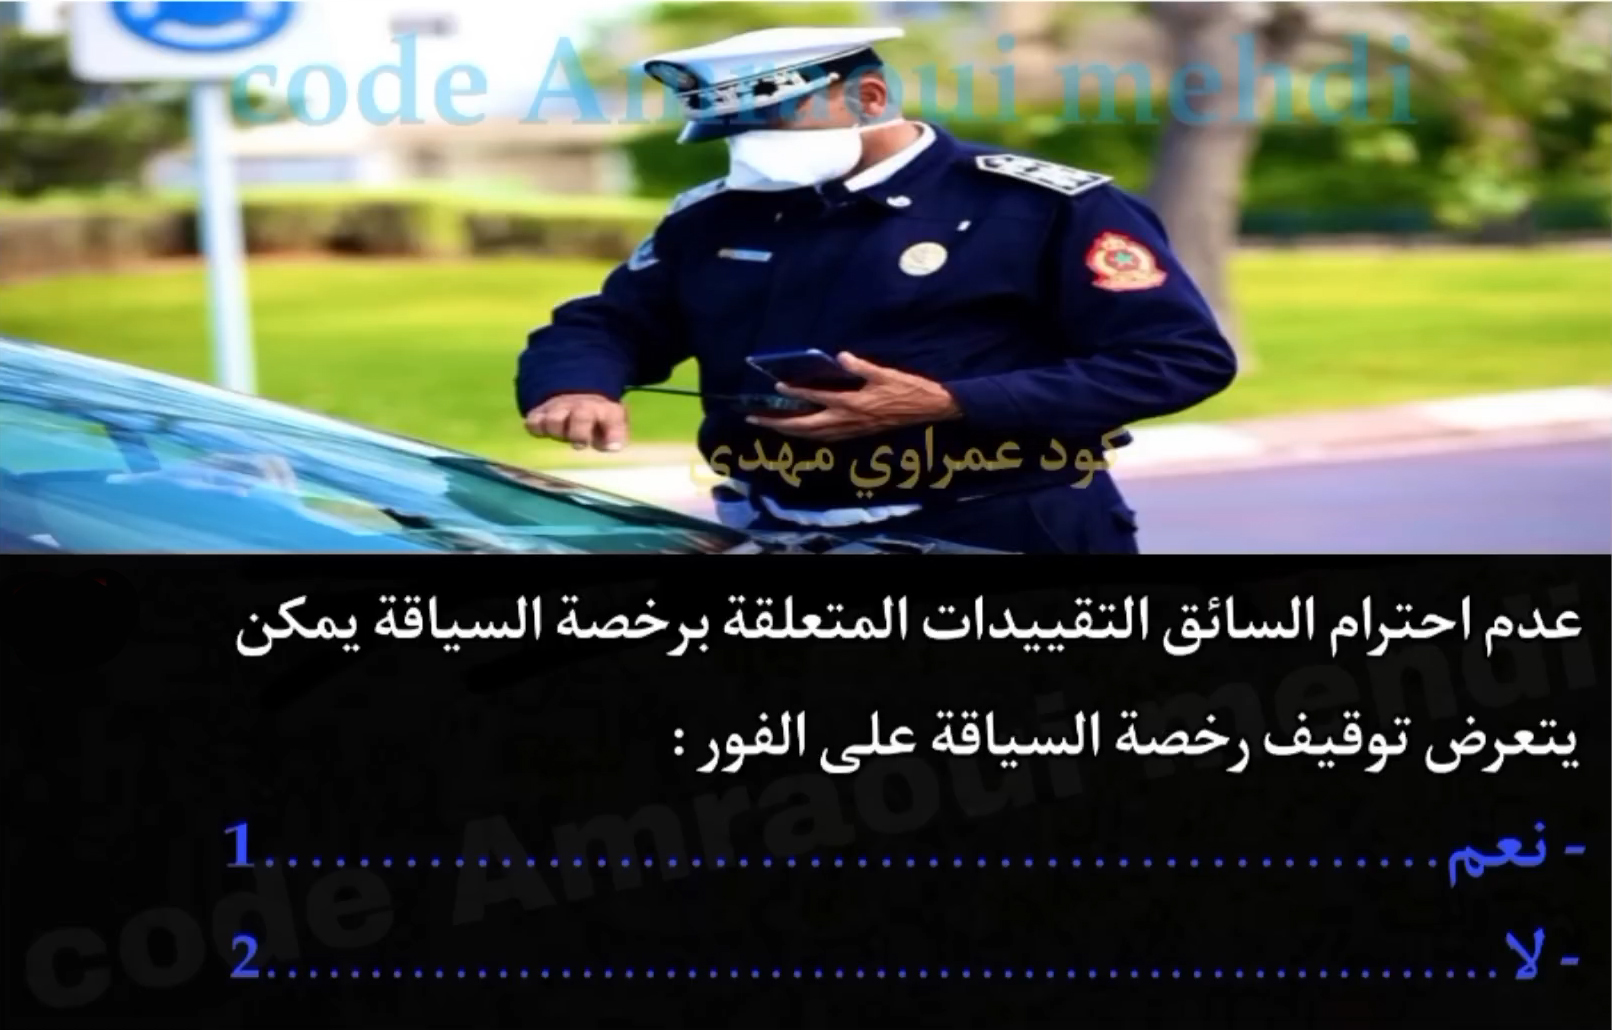 code Amraoui mehdi
كود عمراوي مهدي
عدم احترام السائق التقييدات المتعلقة برخصة السياقة يمكن
يتعرض توقيف رخصة السياقة على الفور :
- نعم ........................................ 1
- لا ........................................ 2
code Amraoui mehdi